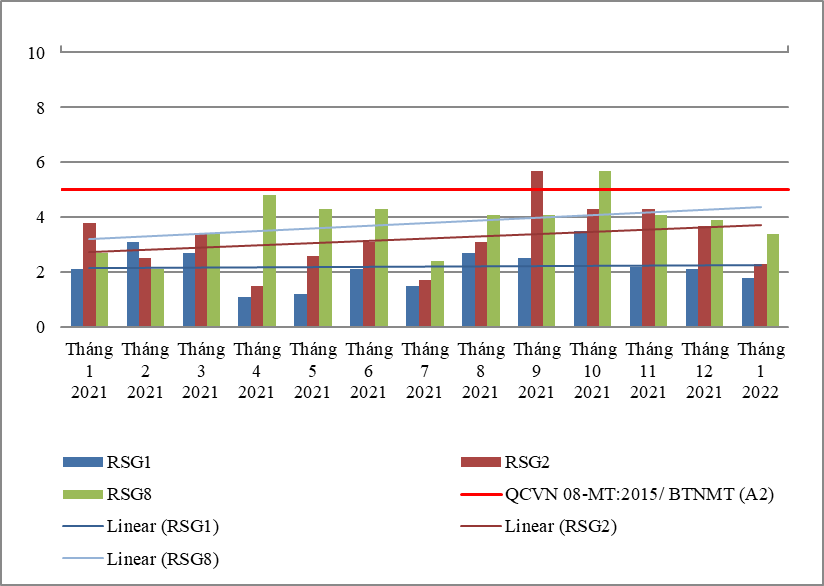 10
8
6
4
2
0
Tháng Tháng Tháng Tháng Tháng Tháng Tháng Tháng Tháng Tháng Tháng Tháng Tháng
1 2 3 4 5 6 7 8 9 10 11 12 1
2021 2021 2021 2021 2021 2021 2021 2021 2021 2021 2021 2021 2022
RSG1 RSG2
RSG8 QCVN 08-MT:2015/ BTNMT (A2)
Linear (RSG1) Linear (RSG2)
Linear (RSG8)